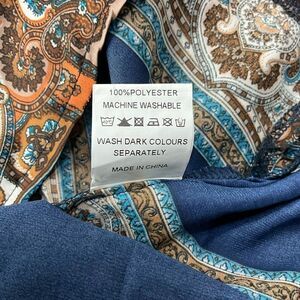 100%POLYESTER
MACHINE WASHABLE
WASH DARK COLOURS
SEPARATELY
MADE IN CHINA